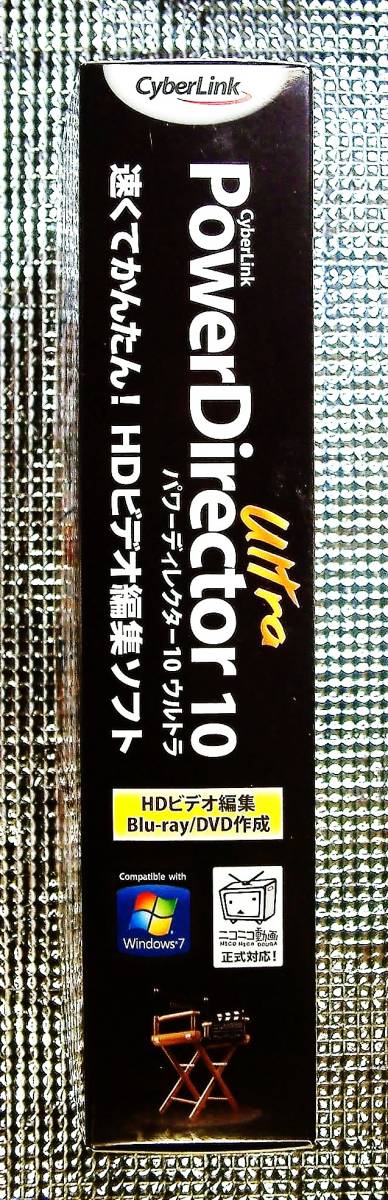 CyberLink
CyberLink
PowerDirector 10
Ultra
パワーディレクター10 ウルトラ
速くてかんたん！ HDビデオ編集ソフト
HDビデオ編集
Blu-ray/DVD作成
Compatible with
Windows 7
ニコニコ動画
NICO NICO DOUGA
正式対応！